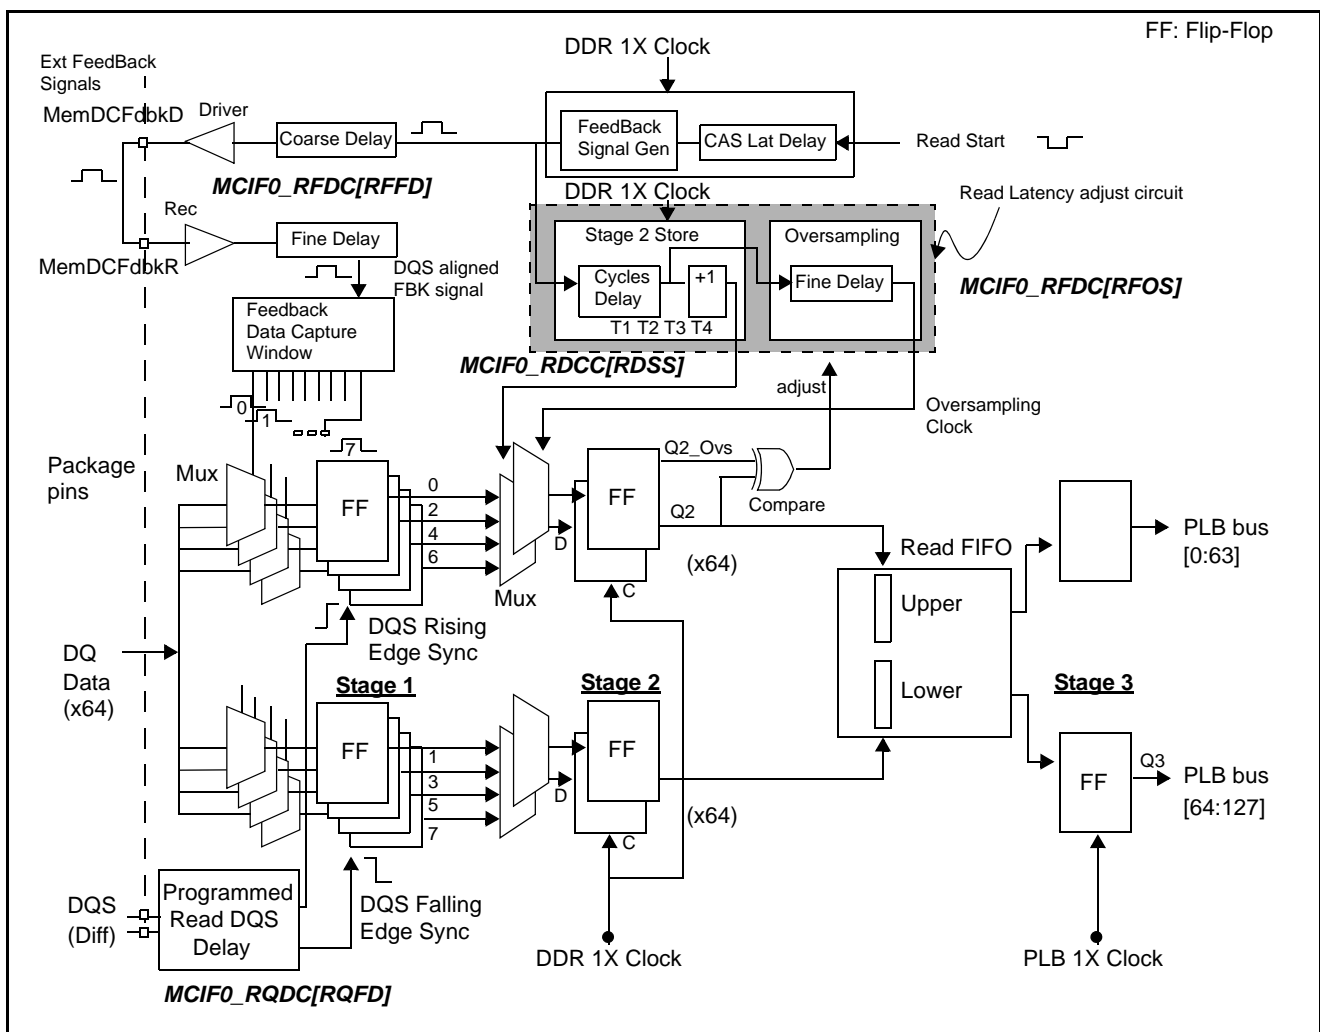 FF: Flip-Flop
DDR 1X Clock
Ext FeedBack
Signals
MemDCFdbkD
Driver
Coarse Delay
FeedBack
Signal Gen
CAS Lat Delay
Read Start
MCIF0_RFDC[RFFD]
DDR 1X Clock
Read Latency adjust circuit
Rec
MemDCFdbkR
Fine Delay
DQS aligned
FBK signal
Stage 2 Store
Oversampling
Cycles
Delay
+1
Fine Delay
T1 T2 T3 T4
MCIF0_RFDC[RFOS]
Feedback
Data Capture
Window
MCIF0_RDCC[RDSS]
adjust
Oversampling
Clock
0
1
7
Package
pins
Mux
FF
0
2
4
6
Mux
D
FF
C
Q2_Ovs
Q2
Compare
(x64)
Read FIFO
Upper
Lower
PLB bus
[0:63]
DQS Rising
Edge Sync
DQ
Data
(x64)
Stage 1
Stage 2
Stage 3
FF
1
3
5
7
D
FF
C
(x64)
FF
Q3
PLB bus
[64:127]
DQS
(Diff)
Programmed
Read DQS
Delay
DQS Falling
Edge Sync
DDR 1X Clock
PLB 1X Clock
MCIF0_RQDC[RQFD]